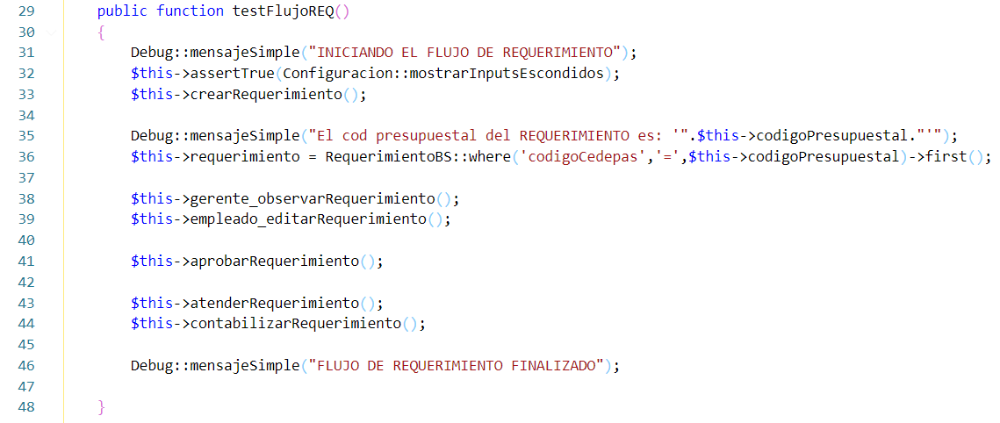 29 public function testFlujoREQ()
30 {
31 Debug::mensajeSimple("INICIANDO EL FLUJO DE REQUERIMIENTO");
32 $this->assertTrue(Configuracion::mostrarInputsEscondidos);
33 $this->crearRequerimiento();
34
35 Debug::mensajeSimple("El cod presupuestal del REQUERIMIENTO es: '".$this->codigoPresupuestal."'");
36 $this->requerimiento = RequerimientoBS::where('codigoCedepas','=',$this->codigoPresupuestal)->first();
37
38 $this->gerente_observarRequerimiento();
39 $this->empleado_editarRequerimiento();
40
41 $this->aprobarRequerimiento();
42
43 $this->atenderRequerimiento();
44 $this->contabilizarRequerimiento();
45
46 Debug::mensajeSimple("FLUJO DE REQUERIMIENTO FINALIZADO");
47
48 }